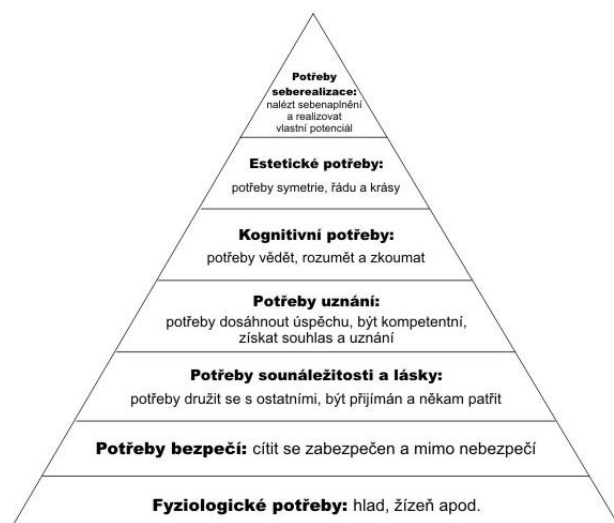 Potřeby
seberealizace:
nalézt sebenaplnění
a realizovat
vlastní potenciál
Estetické potřeby:
potřeby symetrie, řádu a krásy
Kognitivní potřeby:
potřeby vědět, rozumět a zkoumat
Potřeby uznání:
potřeby dosáhnout úspěchu, být kompetentní,
získat souhlas a uznání
Potřeby sounáležitosti a lásky:
potřeby družit se s ostatními, být přijímán a někam patřit
Potřeby bezpečí: cítit se zabezpečen a mimo nebezpečí
Fyziologické potřeby: hlad, žízeň apod.